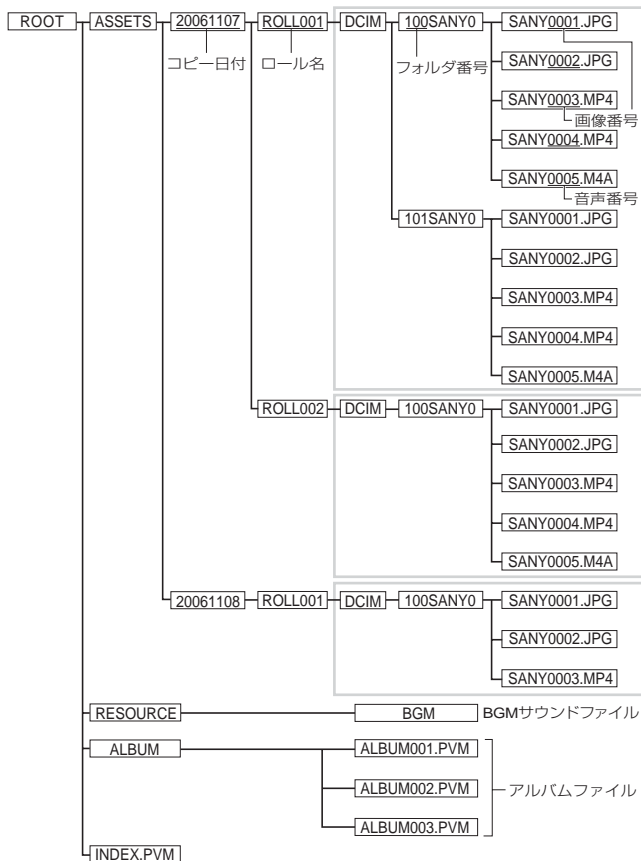 ROOT ASSETS 20061107 ROLL001 DCIM 100SANY0 SANY0001.JPG
コピー日付 ロール名 フォルダ番号
SANY0002.JPG
SANY0003.MP4
画像番号
SANY0004.MP4
SANY0005.M4A
音声番号
101SANY0 SANY0001.JPG
SANY0002.JPG
SANY0003.MP4
SANY0004.MP4
SANY0005.M4A
ROLL002 DCIM 100SANY0 SANY0001.JPG
SANY0002.JPG
SANY0003.MP4
SANY0004.MP4
SANY0005.M4A
20061108 ROLL001 DCIM 100SANY0 SANY0001.JPG
SANY0002.JPG
SANY0003.MP4
RESOURCE BGM BGMサウンドファイル
ALBUM ALBUM001.PVM
ALBUM002.PVM アルバムファイル
ALBUM003.PVM
INDEX.PVM